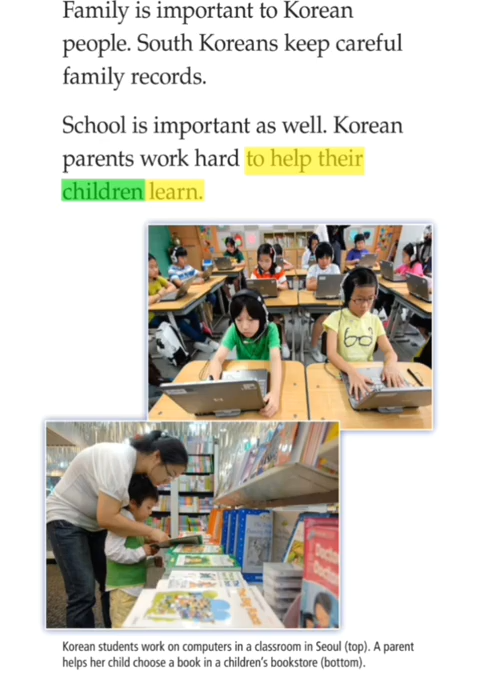 Family is important to Korean
people. South Koreans keep careful
family records.
School is important as well. Korean
parents work hard to help their
children learn.
Korean students work on computers in a classroom in Seoul (top). A parent
helps her child choose a book in a children's bookstore (bottom).